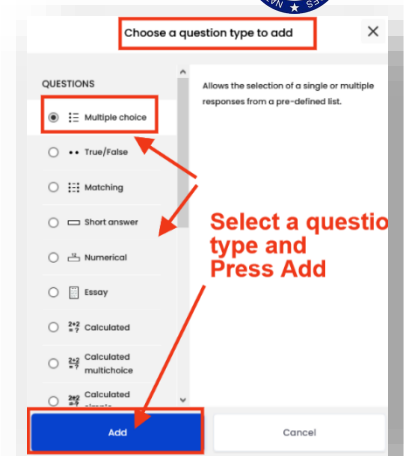 Choose a question type to add
QUESTIONS
Allows the selection of a single or multiple
responses from a pre-defined list.
Multiple choice
True/False
Matching
Short answer
Numerical
Essay
Calculated
Calculated
multichoice
Calculated
simple
Select a questio
type and
Press Add
Add
Cancel